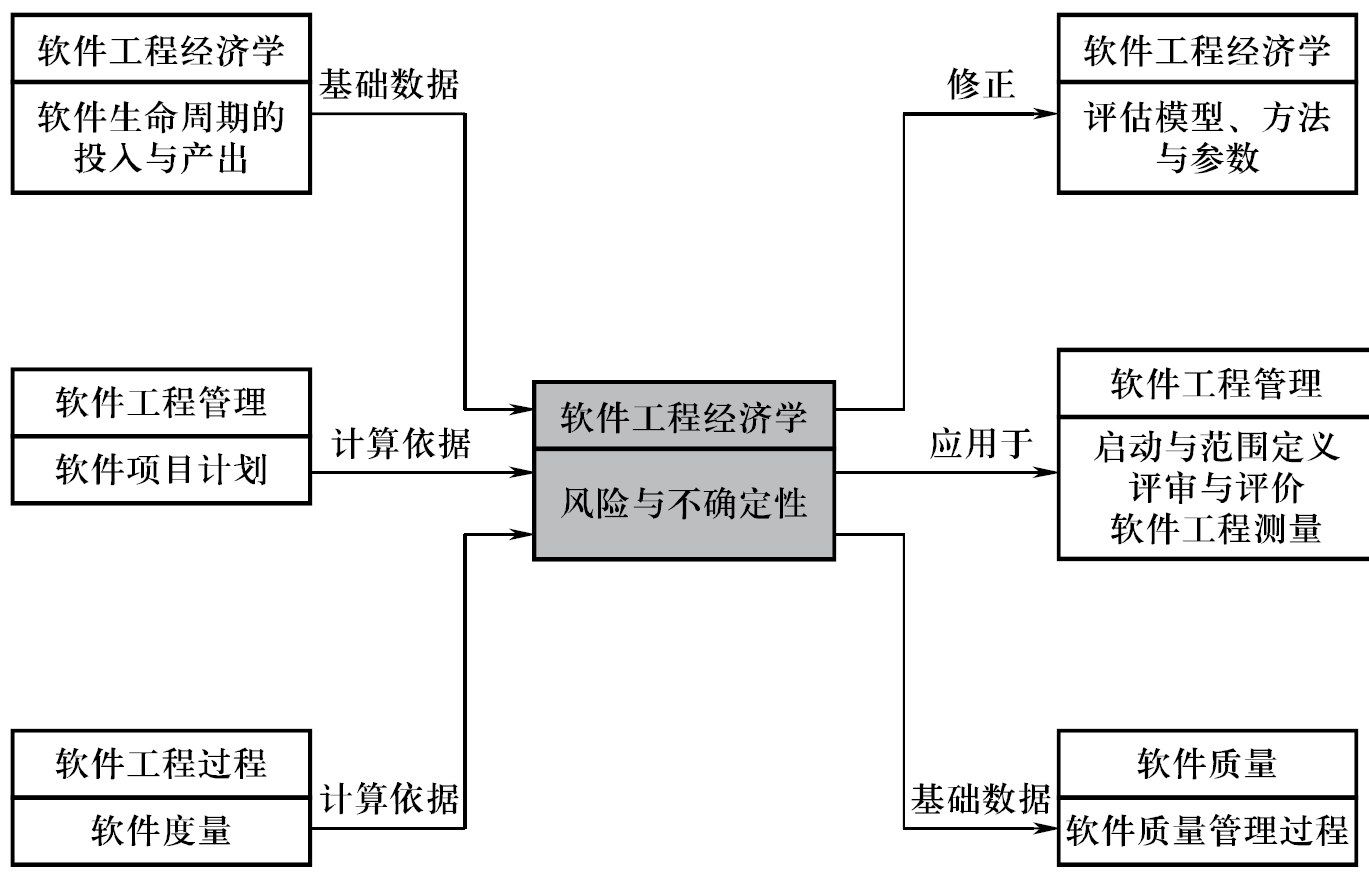 软件工程经济学
软件生命周期的
投入与产出
基础数据
修正
软件工程经济学
评估模型、方法
与参数
软件工程管理
软件项目计划
计算依据
软件工程经济学
风险与不确定性
应用于
软件工程管理
启动与范围定义
评审与评价
软件工程测量
软件工程过程
软件度量
计算依据
基础数据
软件质量
软件质量管理过程